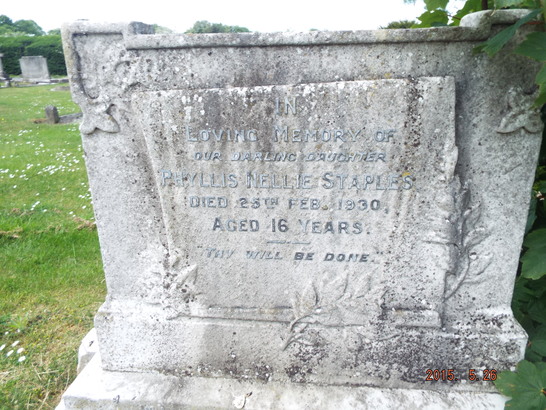 IN
LOVING MEMORY OF
OUR DARLING DAUGHTER
PHYLLIS NELLIE STAPLES
DIED 25TH FEB. 1930.
AGED 16 YEARS.
"THY WILL BE DONE."
2015. 5.26